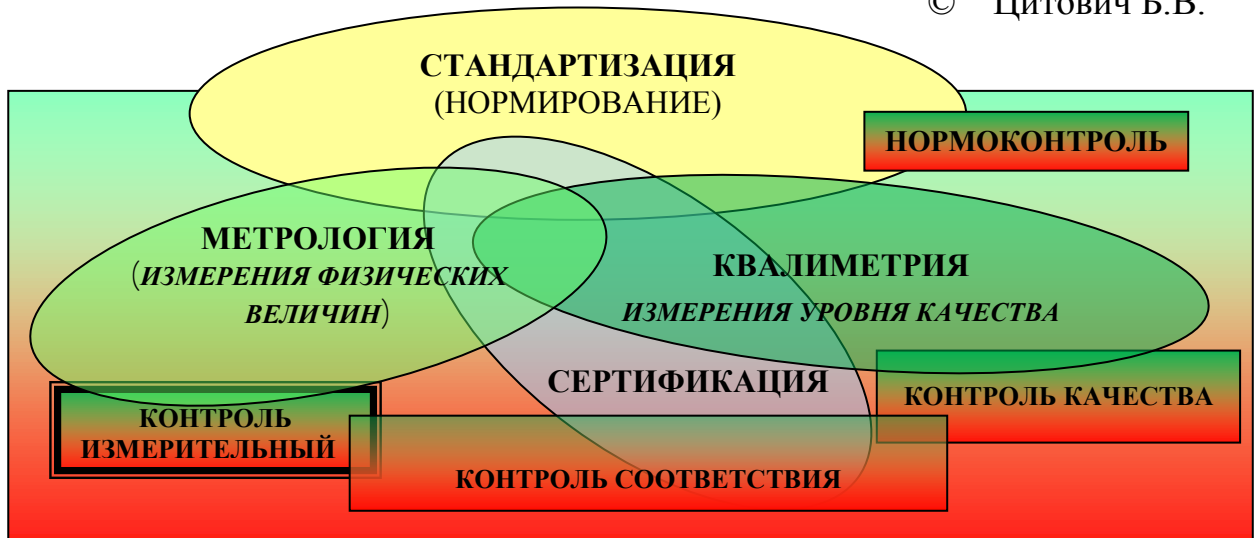 © Цитович Б.В.
СТАНДАРТИЗАЦИЯ
(НОРМИРОВАНИЕ)
НОРМОКОНТРОЛЬ
МЕТРОЛОГИЯ
(ИЗМЕРЕНИЯ ФИЗИЧЕСКИХ
ВЕЛИЧИН)
КВАЛИМЕТРИЯ
ИЗМЕРЕНИЯ УРОВНЯ КАЧЕСТВА
СЕРТИФИКАЦИЯ
КОНТРОЛЬ КАЧЕСТВА
КОНТРОЛЬ
ИЗМЕРИТЕЛЬНЫЙ
КОНТРОЛЬ СООТВЕТСТВИЯ